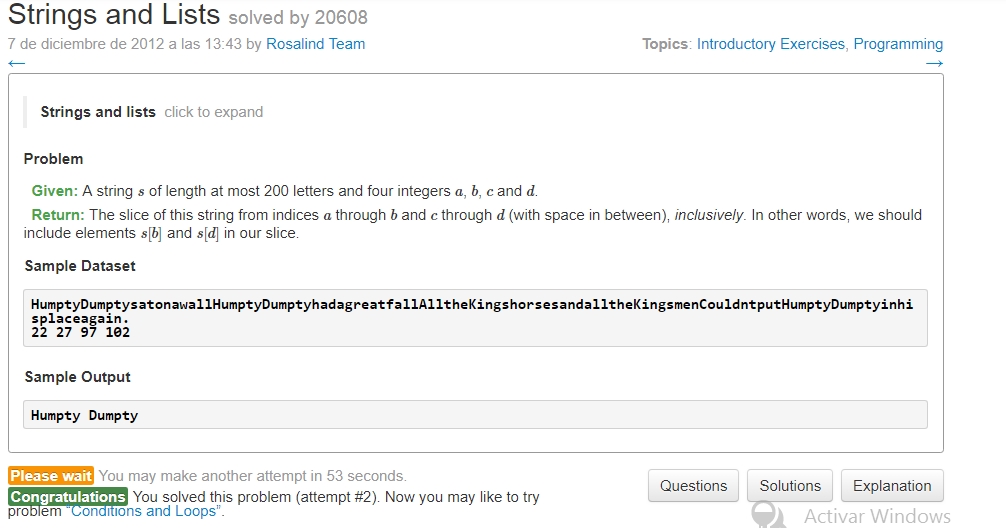 Strings and Lists solved by 20608
7 de diciembre de 2012 a las 13:43 by Rosalind Team
Topics: Introductory Exercises, Programming
← →
Strings and lists click to expand
Problem
Given: A string s of length at most 200 letters and four integers a, b, c and d.
Return: The slice of this string from indices a through b and c through d (with space in between), inclusively. In other words, we should
include elements s[b] and s[d] in our slice.
Sample Dataset
HumptyDumptysatonawallHumptyDumptyhadagreatfallAlltheKingshorsesandalltheKingsmenCouldntputHumptyDumptyinhi
splaceagain.
22 27 97 102
Sample Output
Humpty Dumpty
Please wait You may make another attempt in 53 seconds.
Congratulations You solved this problem (attempt #2). Now you may like to try
problem “Conditions and Loops”.
Questions Solutions Explanation
Activar Windows